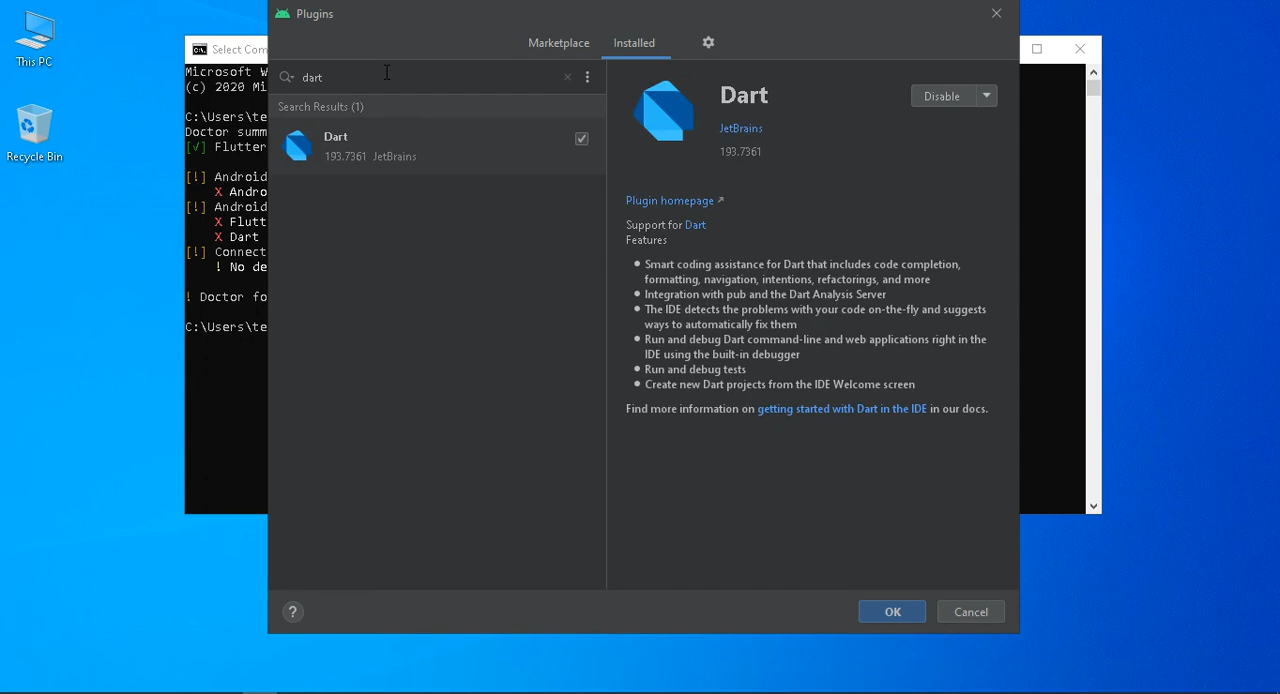 This PC
Recycle Bin
Plugins
Marketplace
Installed
dart
Search Results (1)
Dart
193.7361 JetBrains
Dart
Disable
JetBrains
193.7361
Plugin homepage ↗
Support for Dart
Features
• Smart coding assistance for Dart that includes code completion,
formatting, navigation, intentions, refactorings, and more
• Integration with pub and the Dart Analysis Server
• The IDE detects the problems with your code on-the-fly and suggests
ways to automatically fix them
• Run and debug Dart command-line and web applications right in the
IDE using the built-in debugger
• Run and debug tests
• Create new Dart projects from the IDE Welcome screen
Find more information on getting started with Dart in the IDE in our docs.
?
OK
Cancel
Select Com
Microsoft W
(c) 2020 Mi
C:\Users\te
Doctor summ
[√] Flutter
[!] Android
X Andro
[!] Android
X Flutt
X Dart
[!] Connect
! No de
! Doctor fo
C:\Users\te